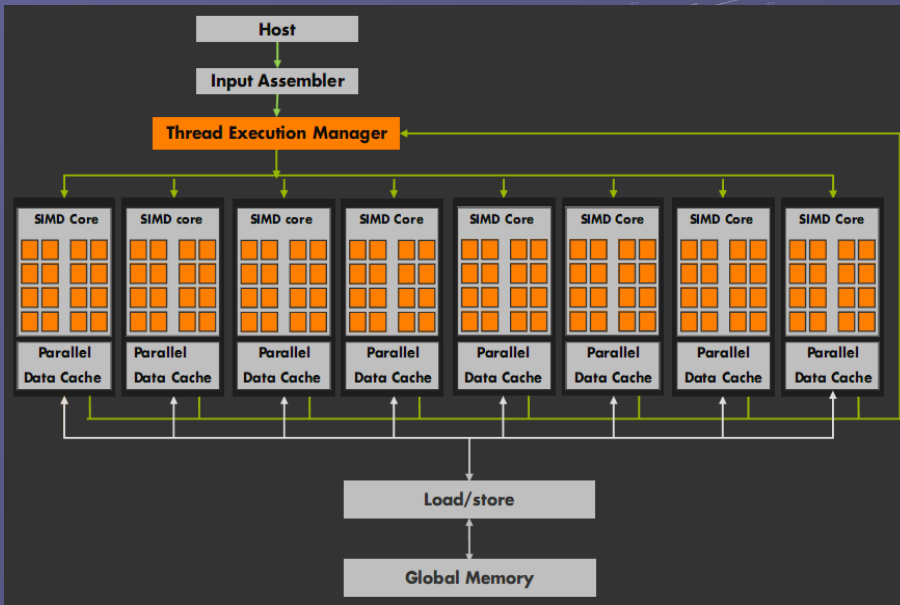 Host
Input Assembler
Thread Execution Manager
SIMD Core
SIMD core
SIMD core
SIMD Core
SIMD Core
SIMD Core
SIMD Core
SIMD Core
Parallel
Data Cache
Parallel
Data Cache
Parallel
Data Cache
Parallel
Data Cache
Parallel
Data Cache
Parallel
Data Cache
Parallel
Data Cache
Parallel
Data Cache
Load/store
Global Memory